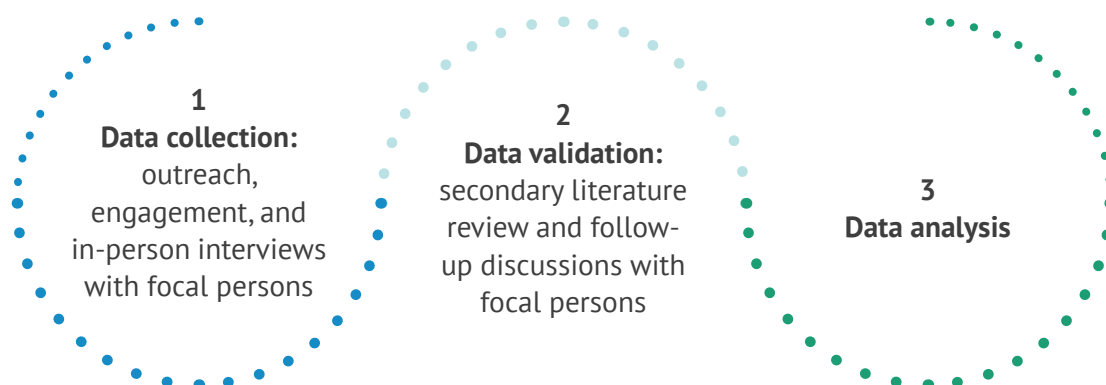 1
Data collection:
outreach,
engagement, and
in-person interviews
with focal persons
2
Data validation:
secondary literature
review and follow-
up discussions with
focal persons
3
Data analysis